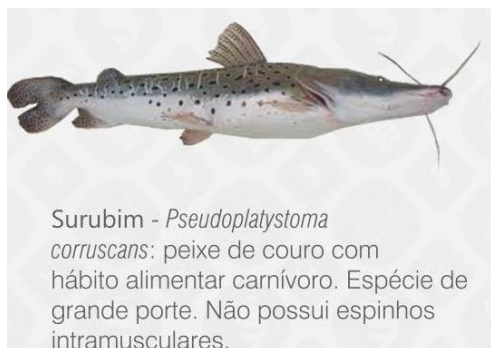 Surubim - Pseudoplatystoma
corruscans: peixe de couro com
hábito alimentar carnívoro. Espécie de
grande porte. Não possui espinhos
intramusculares.